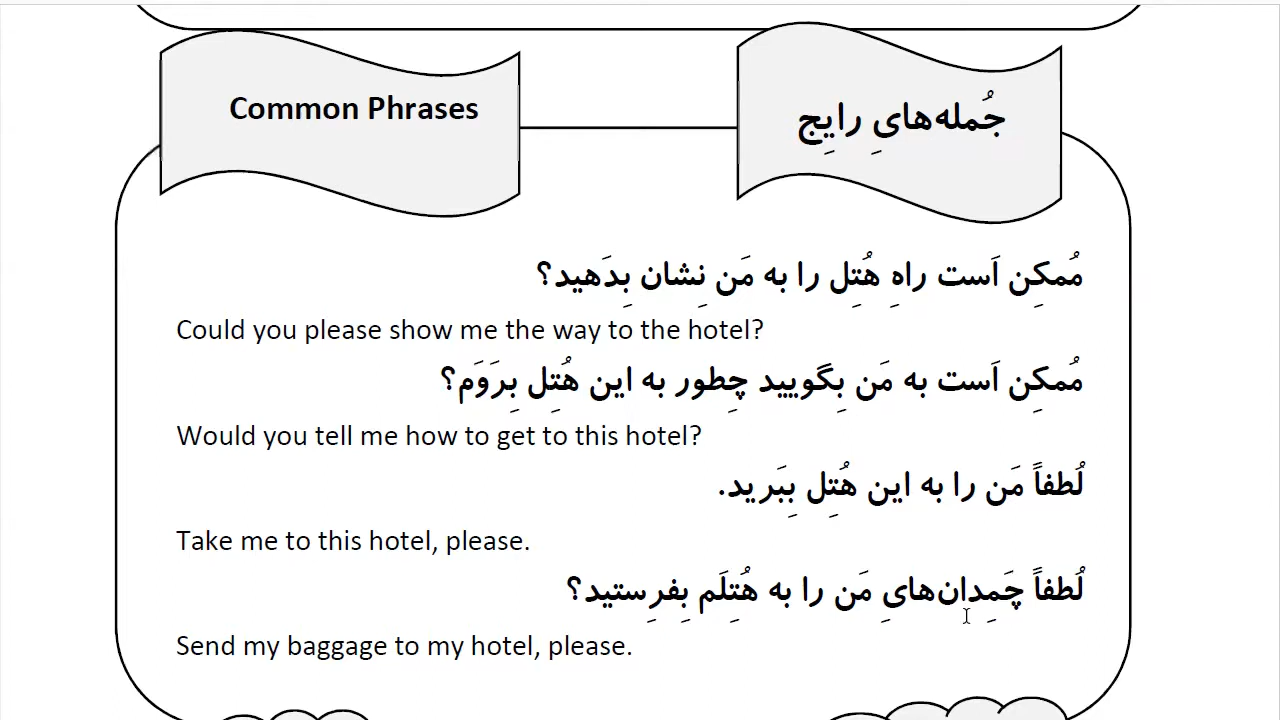 Common Phrases
جُمله‌هایِ رایِج
مُمکِن اَست راهِ هُتِل را به مَن نِشان بِدَهید؟
Could you please show me the way to the hotel?
مُمکِن اَست به مَن بِگویید چِطور به این هُتِل بِرَوَم؟
Would you tell me how to get to this hotel?
لُطفاً مَن را به این هُتِل بِبَرید.
Take me to this hotel, please.
لُطفاً چَمِدان‌هایِ مَن را به هُتِلَم بِفرِستید؟
Send my baggage to my hotel, please.